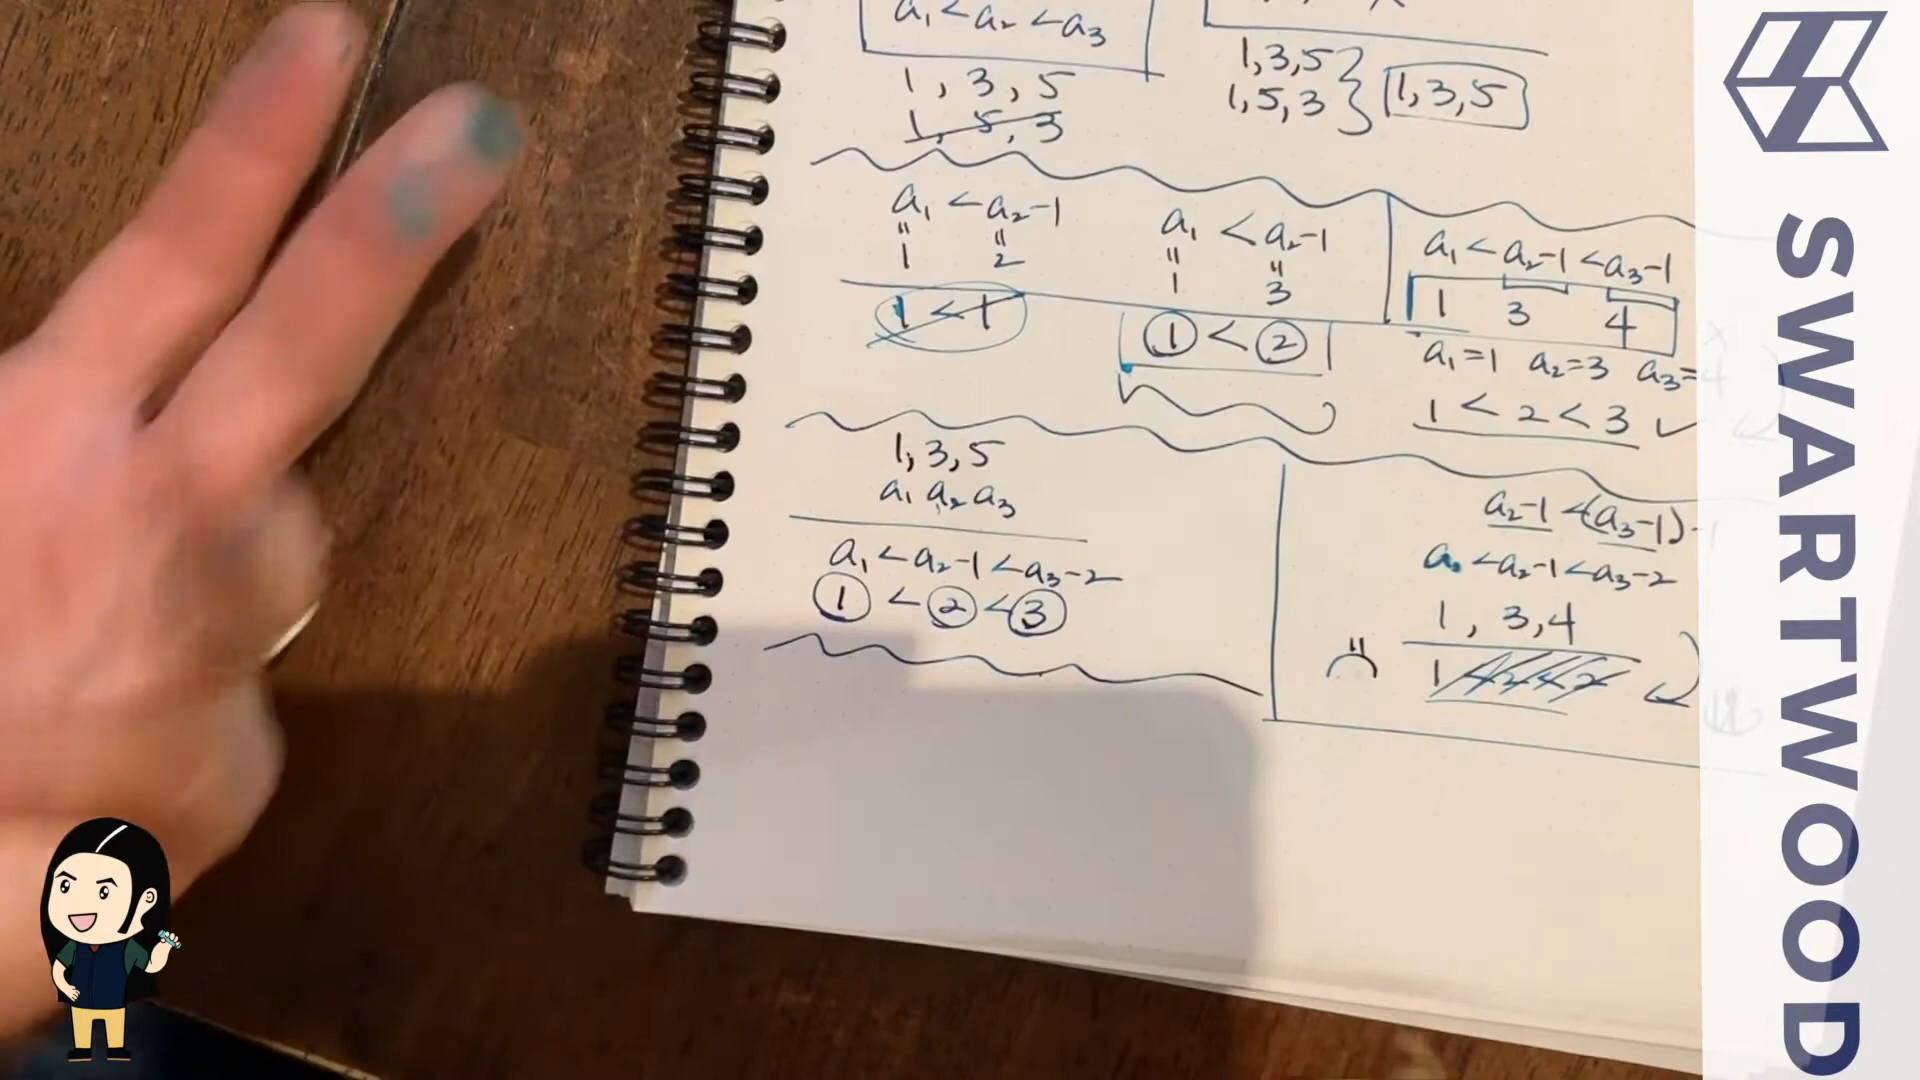 a₁ < a₂ < a₃
1, 3, 5
1, 5, 3
1,3,5
1,5,3
1,3,5
a₁ < a₂-1
" "
1 2
1 < 1
a₁ < a₂-1
" "
1 3
1 < 2
a₁ < a₂-1 < a₃-1
1 3 4
a₁=1 a₂=3 a₃=4
1 < 2 < 3 ✓
1,3,5
a₁ a₂ a₃
a₁ < a₂-1 < a₃-2
1 < 2 < 3
a₂-1 < (a₃-1)-1
a₁ < a₂-1 < a₃-2
1, 3,4
1
SWARTWOOD